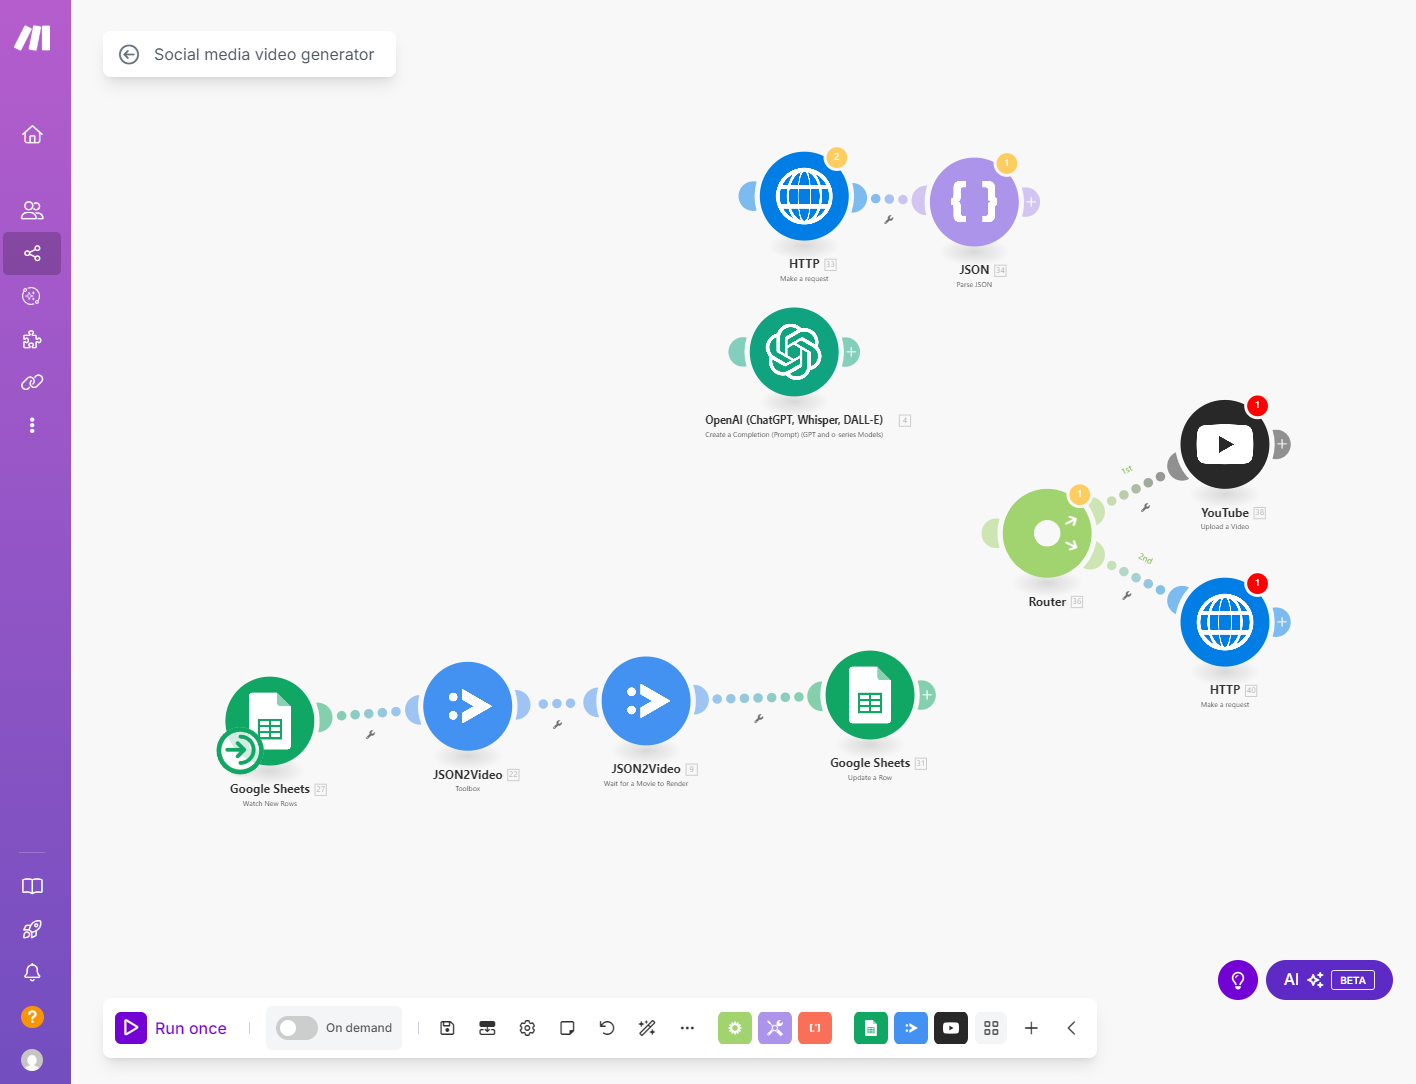 Social media video generator
2
1
HTTP 33
Make a request
JSON 34
Parse JSON
OpenAI (ChatGPT, Whisper, DALL-E) 4
Create a Completion (Prompt) (GPT and o-series Models)
1
1st
YouTube 38
Upload a Video
1
2nd
Router 36
1
HTTP 40
Make a request
Google Sheets 27
Watch New Rows
JSON2Video 22
Toolbox
JSON2Video 9
Wait for a Movie to Render
Google Sheets 31
Update a Row
AI BETA
Run once
On demand
?